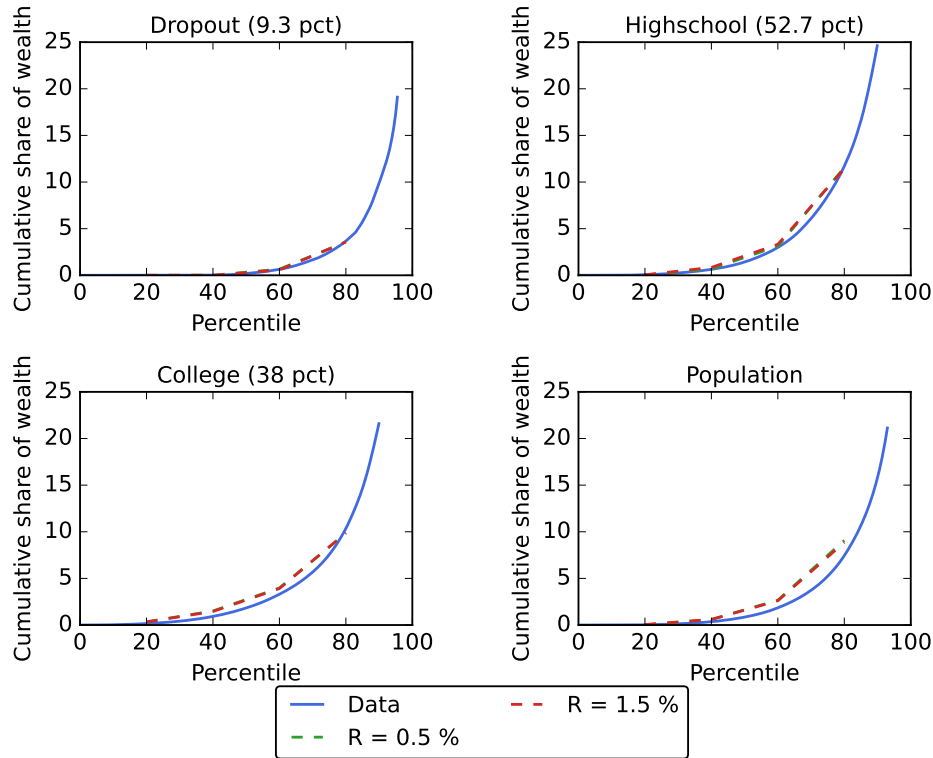 Dropout (9.3 pct)
Cumulative share of wealth
25
20
15
10
5
0
0 20 40 60 80 100
Percentile
Highschool (52.7 pct)
Cumulative share of wealth
25
20
15
10
5
0
0 20 40 60 80 100
Percentile
College (38 pct)
Cumulative share of wealth
25
20
15
10
5
0
0 20 40 60 80 100
Percentile
Population
Cumulative share of wealth
25
20
15
10
5
0
0 20 40 60 80 100
Percentile
Data
R = 0.5 %
R = 1.5 %